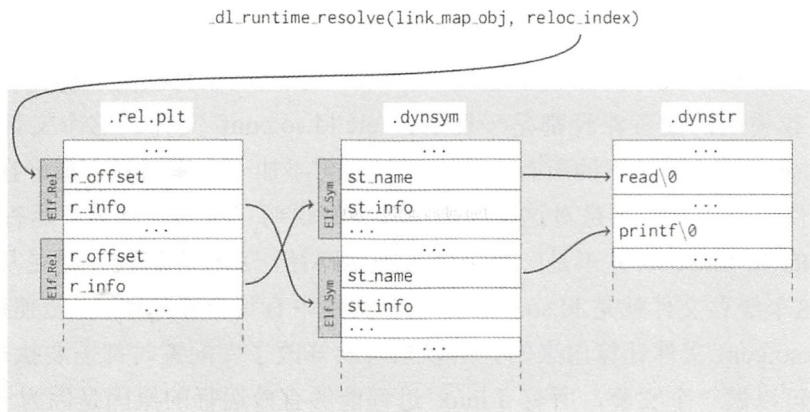 _dl_runtime_resolve(link_map_obj, reloc_index)
.rel.plt
.dynsym
.dynstr
...
Elf_Rel
r_offset
r_info
...
Elf_Rel
r_offset
r_info
...
...
Elf_Sym
st_name
st_info
...
...
Elf_Sym
st_name
st_info
...
...
...
read\0
...
printf\0
...